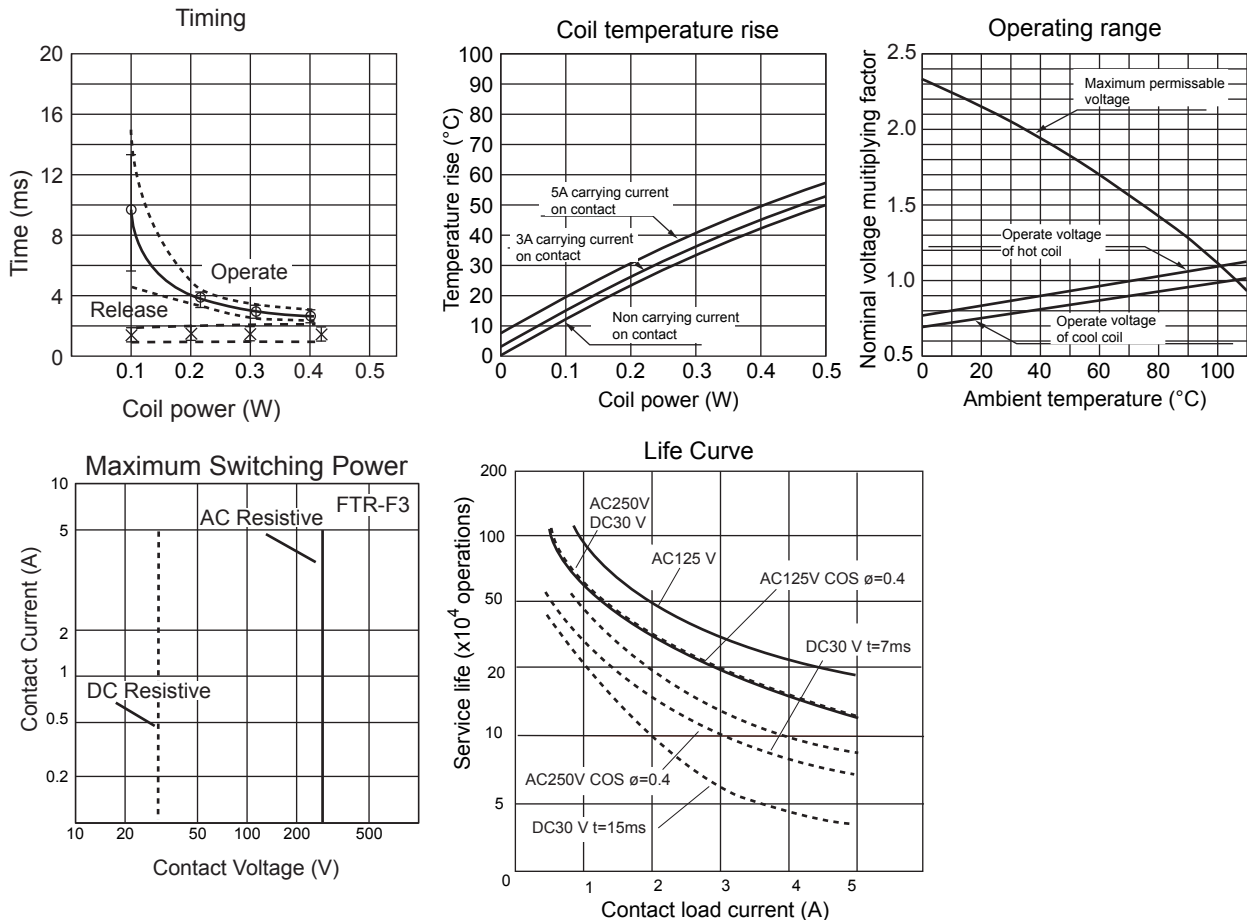 Timing
Time (ms)
20
16
12
8
4
0
Operate
Release
0.1
0.2
0.3
0.4
0.5
Coil power (W)
Coil temperature rise
Temperature rise (°C)
100
90
80
70
60
50
40
30
20
10
0
5A carrying current
on contact
3A carrying current
on contact
Non carrying current
on contact
0
0.1
0.2
0.3
0.4
0.5
Coil power (W)
Operating range
Nominal voltage multiplying factor
2.5
2.0
1.5
1.0
0.5
Maximum permissable
voltage
Operate voltage
of hot coil
Operate voltage
of cool coil
0
20
40
60
80
100
Ambient temperature (°C)
Maximum Switching Power
Contact Current (A)
10
5
2
1
0.5
0.2
FTR-F3
AC Resistive
DC Resistive
10
20
50
100
200
500
Contact Voltage (V)
Life Curve
Service life (x10⁴ operations)
200
100
50
20
10
5
0
AC250V
DC30 V
AC125 V
AC125V COS ø=0.4
DC30 V t=7ms
AC250V COS ø=0.4
DC30 V t=15ms
1
2
3
4
5
Contact load current (A)